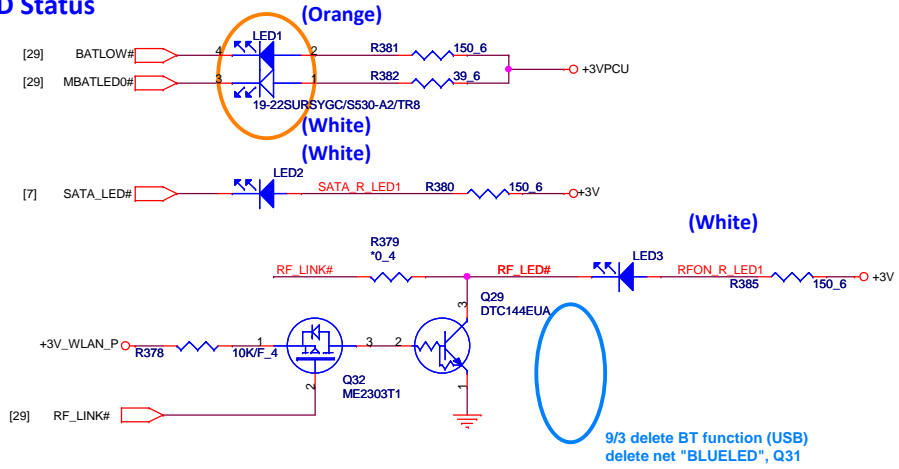 D Status
(Orange)
[29] BATLOW# 4 LED1 2 R381 150_6
+3VPCU
[29] MBATLED0# 3 1 R382 39_6
19-22SURSYGC/S530-A2/TR8
(White)
(White)
[7] SATA_LED# LED2 SATA_R_LED1 R380 150_6 +3V
(White)
R379
*0_4
RF_LINK# RF_LED# LED3 RFON_R_LED1 R385 150_6 +3V
3 Q29
DTC144EUA
+3V_WLAN_P R378 10K/F_4 1 3 2
Q32
ME2303T1
2 1
[29] RF_LINK#
9/3 delete BT function (USB)
delete net "BLUELED", Q31